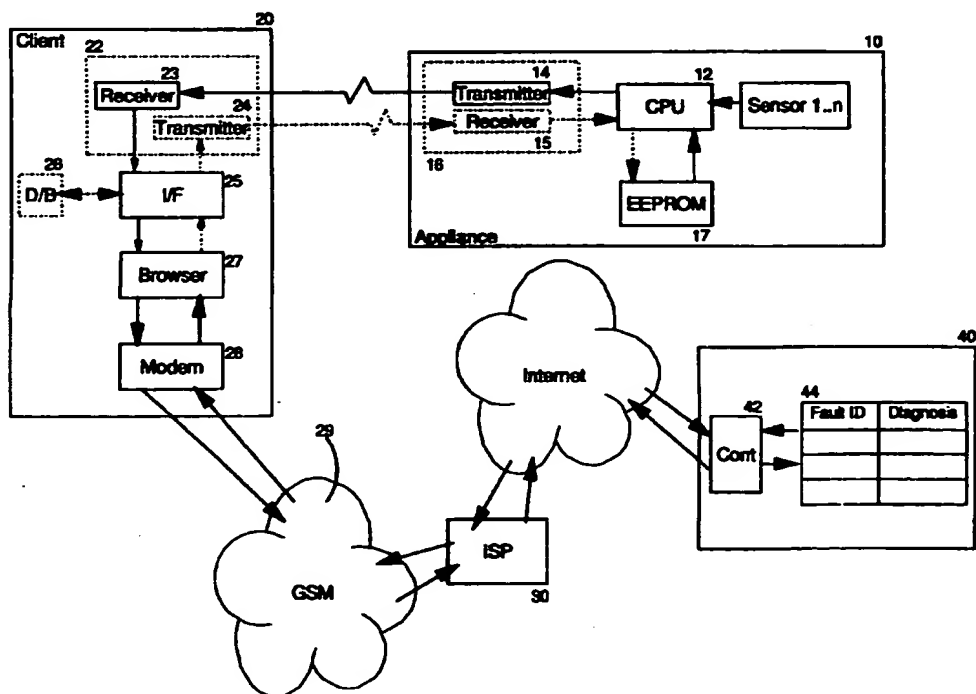 Client
20
22
23
Receiver
24
Transmitter
26
D/B
I/F
25
Browser
27
Modem
28
10
14
Transmitter
Receiver
15
16
12
CPU
Sensor 1...n
EEPROM
17
Appliance
Internet
29
GSM
ISP
30
40
42
Cont
44
Fault ID
Diagnosis